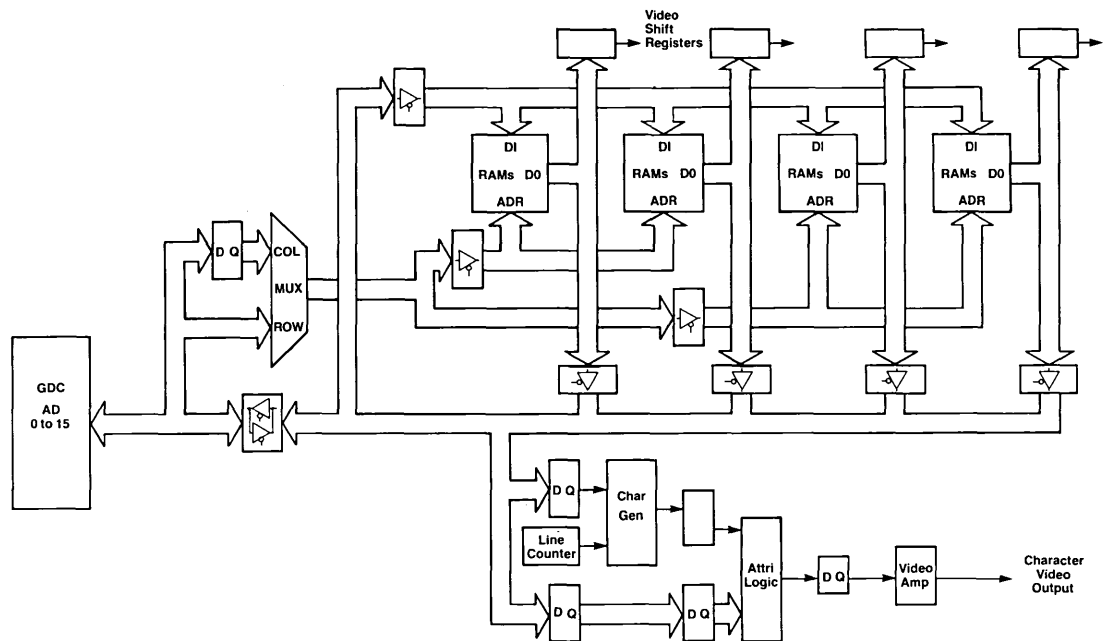 Video
Shift
Registers
DI
RAMs D0
ADR
DI
RAMs D0
ADR
DI
RAMs D0
ADR
DI
RAMs D0
ADR
D Q
COL
MUX
ROW
GDC
AD
0 to 15
D Q
Char
Gen
Line
Counter
Attri
Logic
D Q
Video
Amp
Character
Video
Output
D Q
D Q